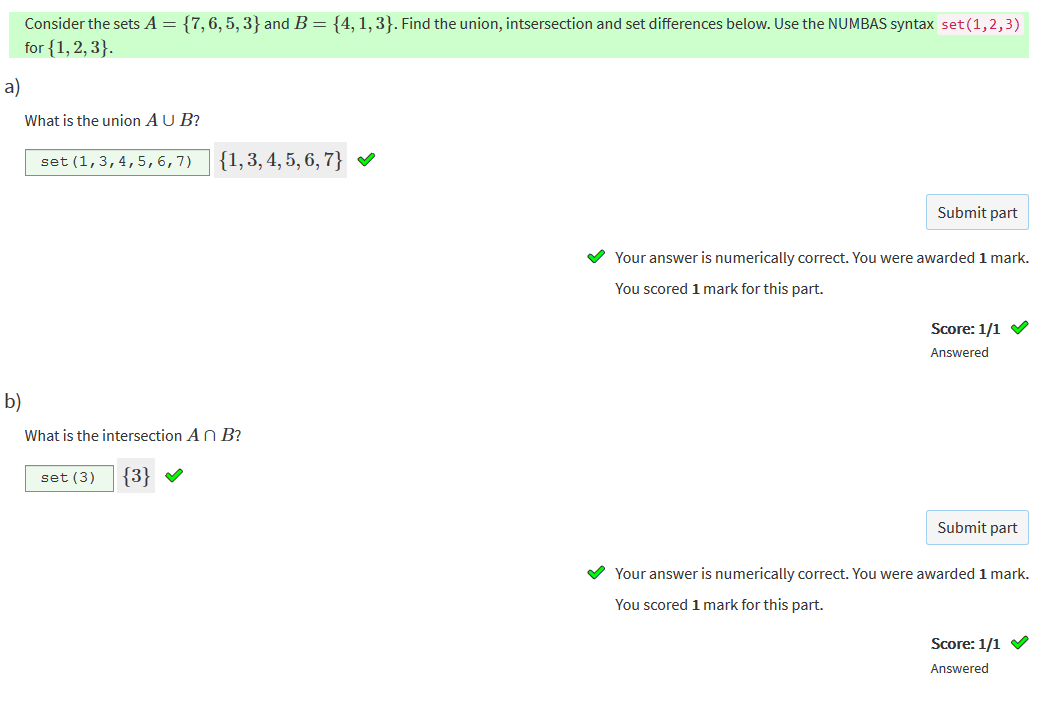 Consider the sets A = {7, 6, 5, 3} and B = {4, 1, 3}. Find the union, intsersection and set differences below. Use the NUMBAS syntax set(1,2,3)
for {1, 2, 3}.
a)
What is the union A ∪ B?
set(1,3,4,5,6,7) {1, 3, 4, 5, 6, 7}
Submit part
Your answer is numerically correct. You were awarded 1 mark.
You scored 1 mark for this part.
Score: 1/1
Answered
b)
What is the intersection A ∩ B?
set(3) {3}
Submit part
Your answer is numerically correct. You were awarded 1 mark.
You scored 1 mark for this part.
Score: 1/1
Answered